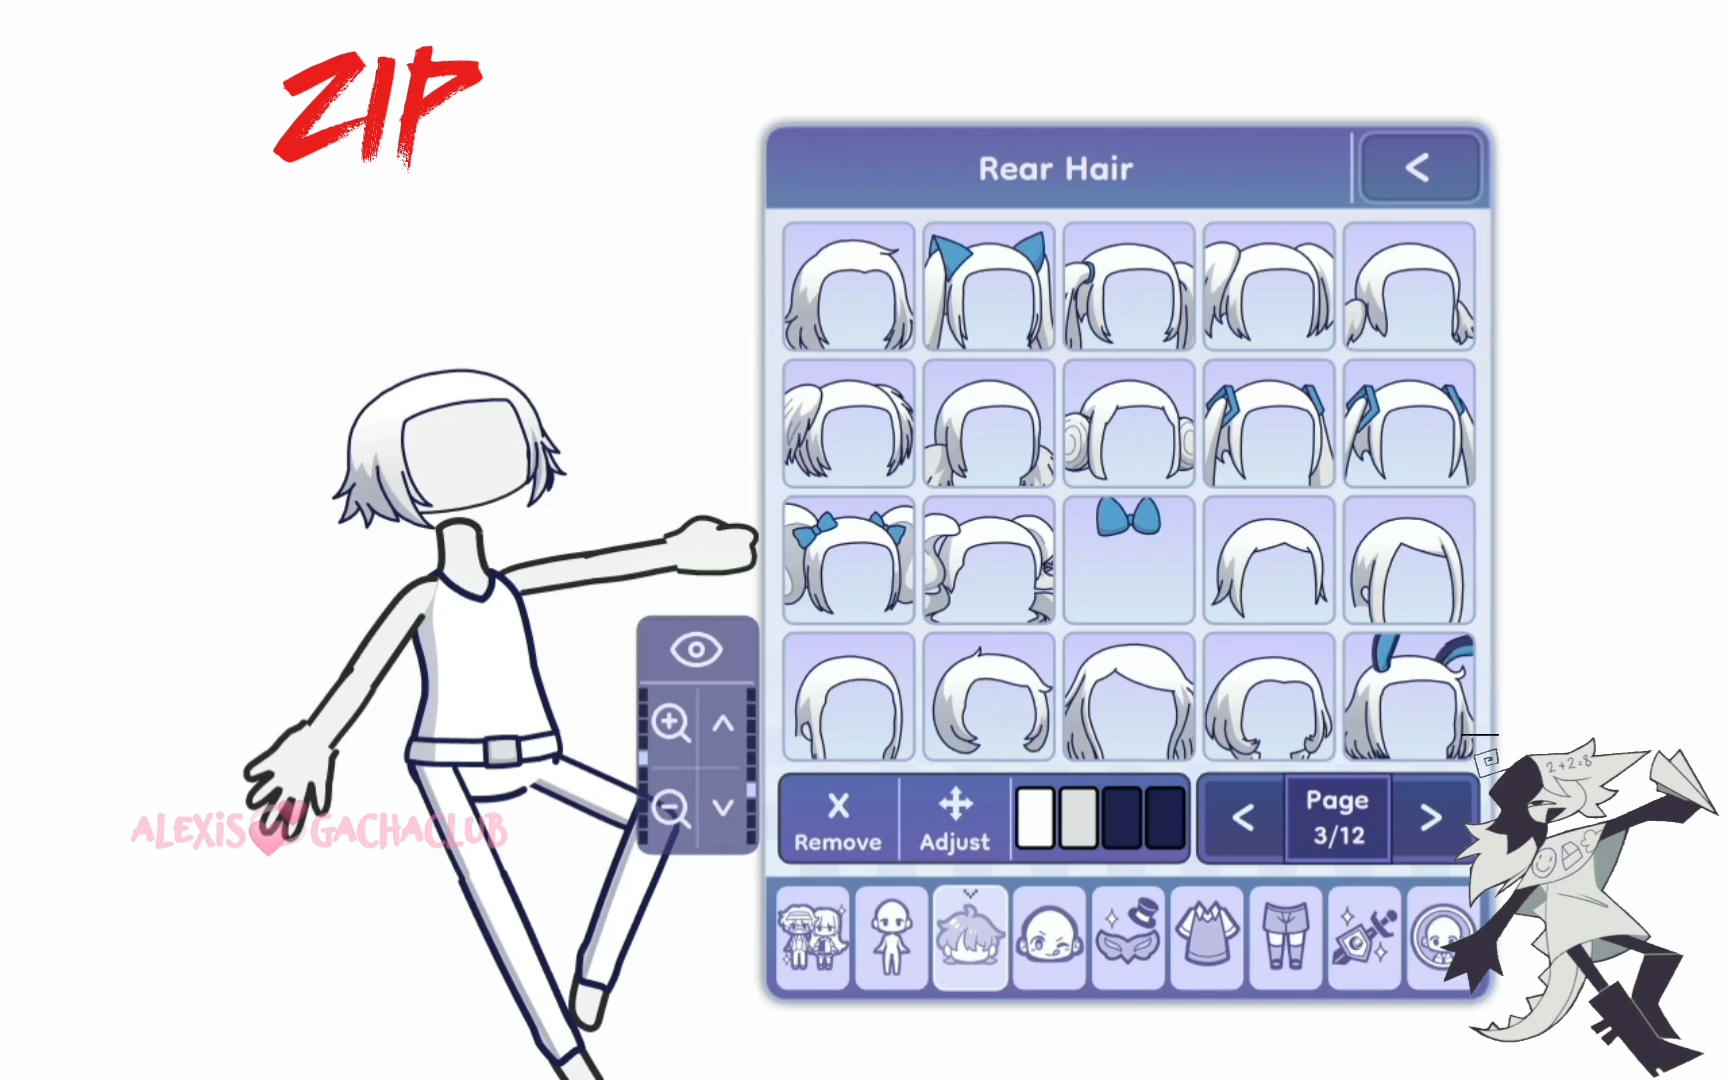 ZIP
Rear Hair
Remove
Adjust
Page
3/12
ALEXIS GACHACLUB
2+2=8